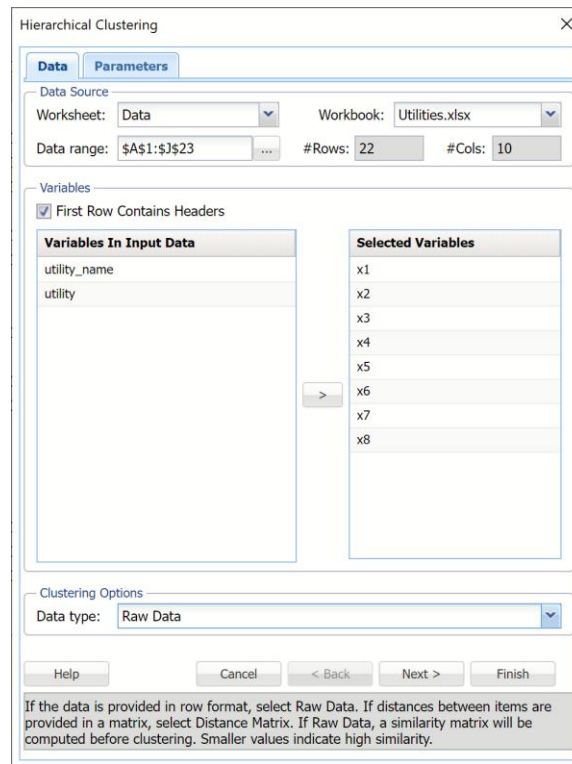 Hierarchical Clustering
Data Parameters
Data Source
Worksheet: Data Workbook: Utilities.xlsx
Data range: $A$1:$J$23 ... #Rows: 22 #Cols: 10
Variables
First Row Contains Headers
Variables In Input Data Selected Variables
utility_name x1
utility x2
x3
x4
x5
> x6
x7
x8
Clustering Options
Data type: Raw Data
Help Cancel < Back Next > Finish
If the data is provided in row format, select Raw Data. If distances between items are
provided in a matrix, select Distance Matrix. If Raw Data, a similarity matrix will be
computed before clustering. Smaller values indicate high similarity.